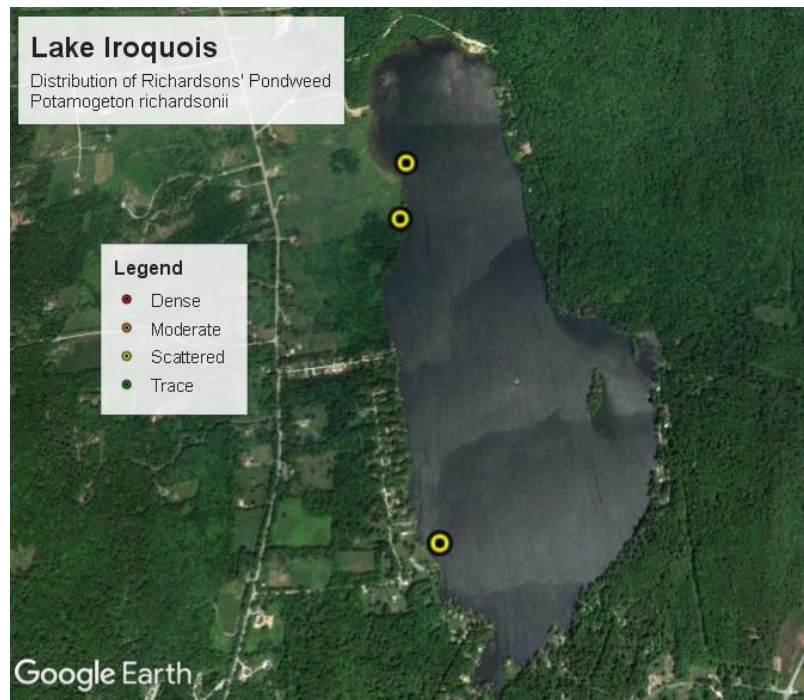 Lake Iroquois
Distribution of Richardsons' Pondweed
Potamogeton richardsonii
Legend
Dense
Moderate
Scattered
Trace
Google Earth